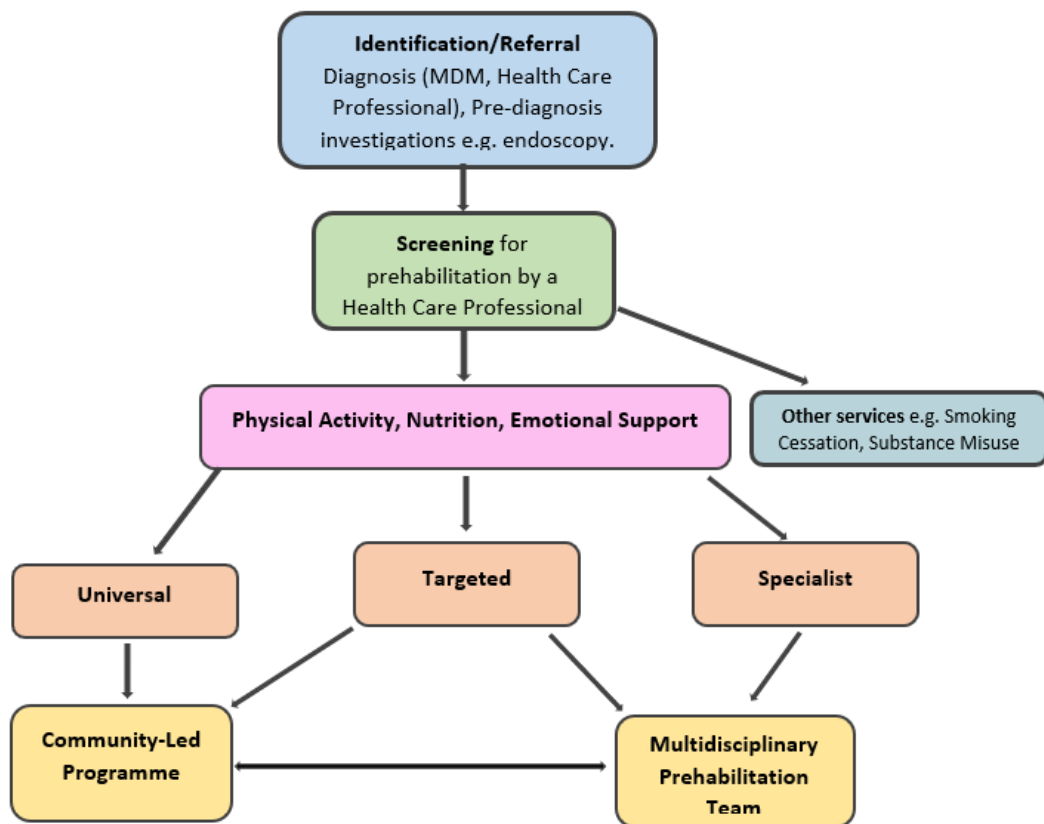 Identification/Referral
Diagnosis (MDM, Health Care
Professional), Pre-diagnosis
investigations e.g. endoscopy.
Screening for
prehabilitation by a
Health Care Professional
Physical Activity, Nutrition, Emotional Support
Other services e.g. Smoking
Cessation, Substance Misuse
Universal
Targeted
Specialist
Community-Led
Programme
Multidisciplinary
Prehabilitation
Team